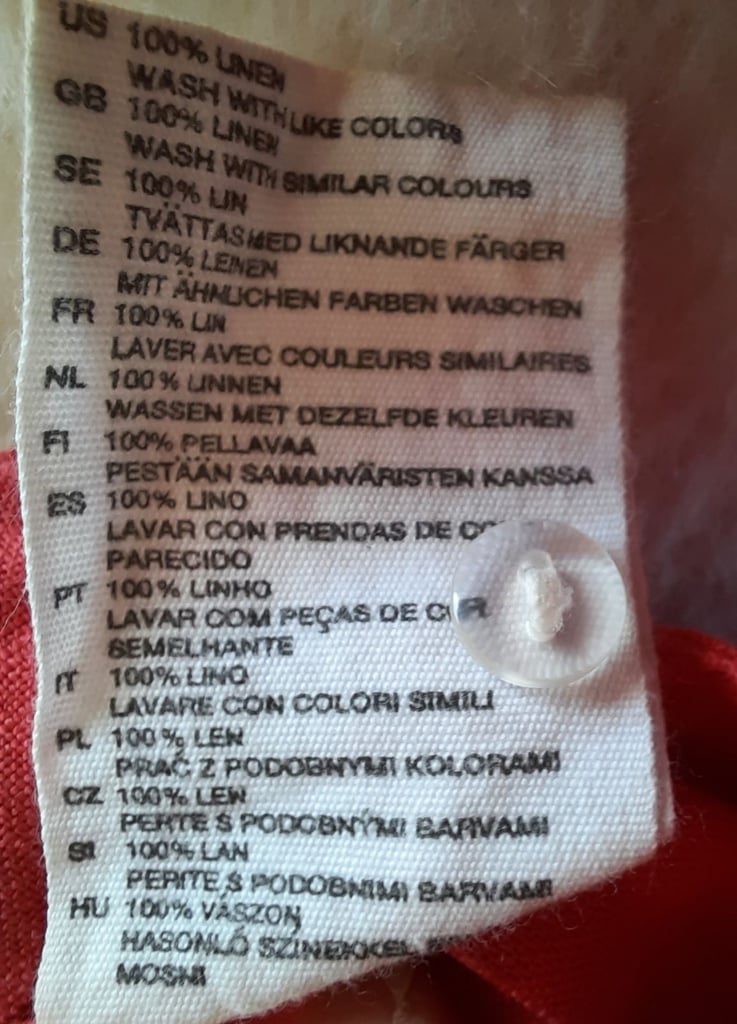 US 100% LINEN
WASH WITH LIKE COLORS
GB 100% LINEN
WASH WITH SIMILAR COLOURS
SE 100% LIN
TVÄTTAS MED LIKNANDE FÄRGER
DE 100% LEINEN
MIT ÄHNLICHEN FARBEN WASCHEN
FR 100% LIN
LAVER AVEC COULEURS SIMILAIRES
NL 100% LINNEN
WASSEN MET DEZELFDE KLEUREN
FI 100% PELLAVAA
PESTÄÄN SAMANVÄRISTEN KANSSA
ES 100% LINO
LAVAR CON PRENDAS DE
PARECIDO
PT 100% LINHO
LAVAR COM PEÇAS DE COR
SEMELHANTE
IT 100% LINO
LAVARE CON COLORI SIMILI
PL 100% LEN
PRAĆ Z PODOBNYMI KOLORAMI
CZ 100% LEN
PERTE S PODOBNÝMI BARVAMI
SI 100% LAN
PERITE S PODOBNIMI BARVAMI
HU 100% VÁSZON
HASONLÓ SZÍNEKKEL
MOSNI